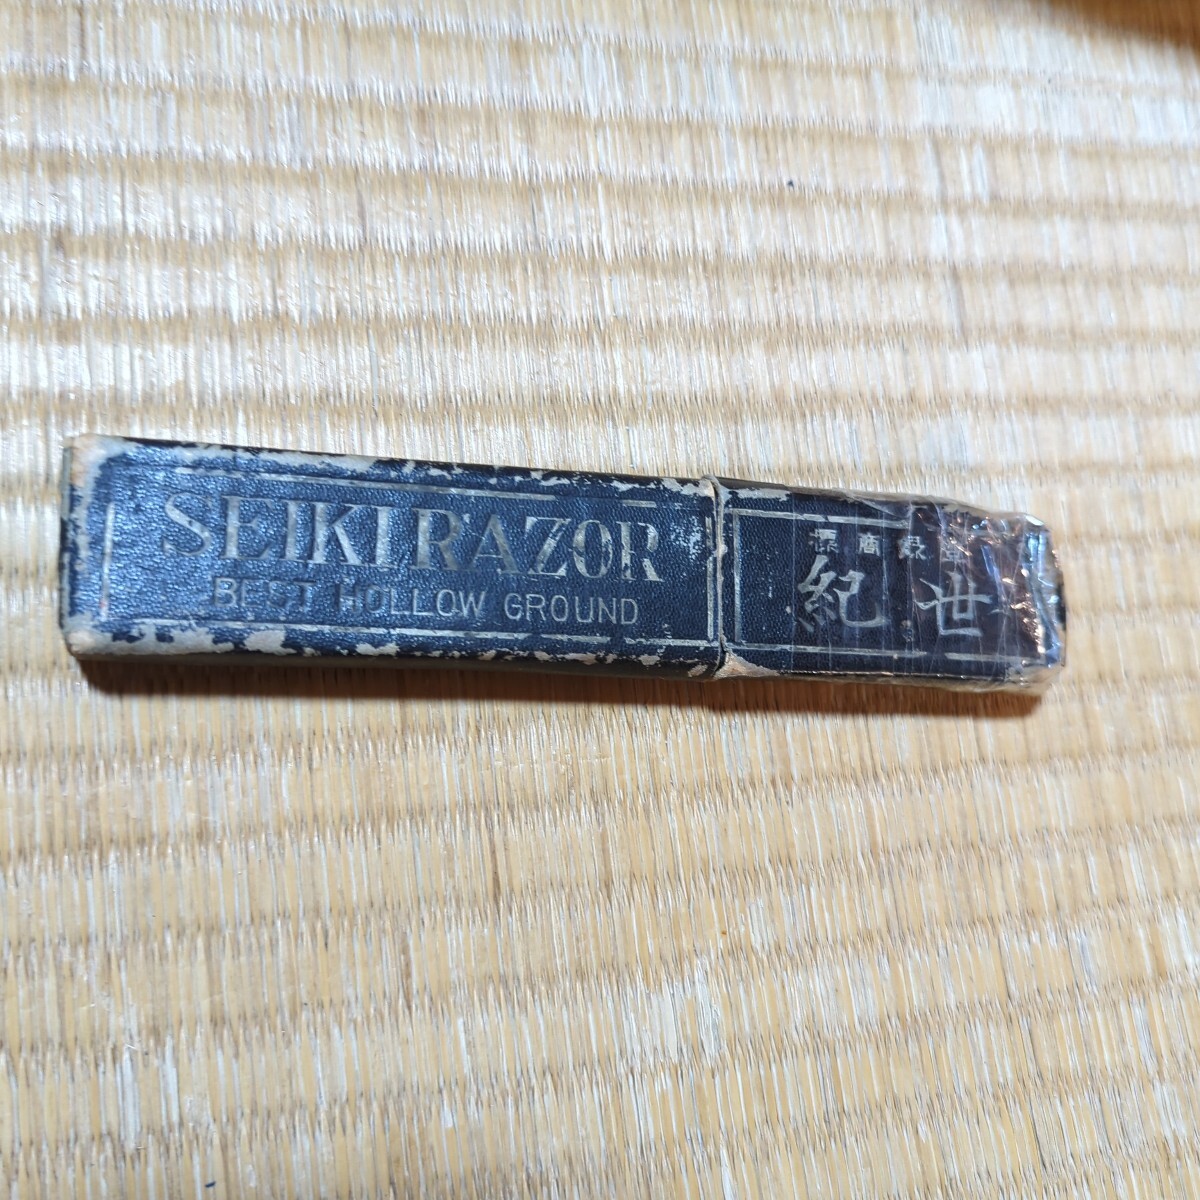 SEIKI RAZOR
BEST HOLLOW GROUND
標商録登
紀世